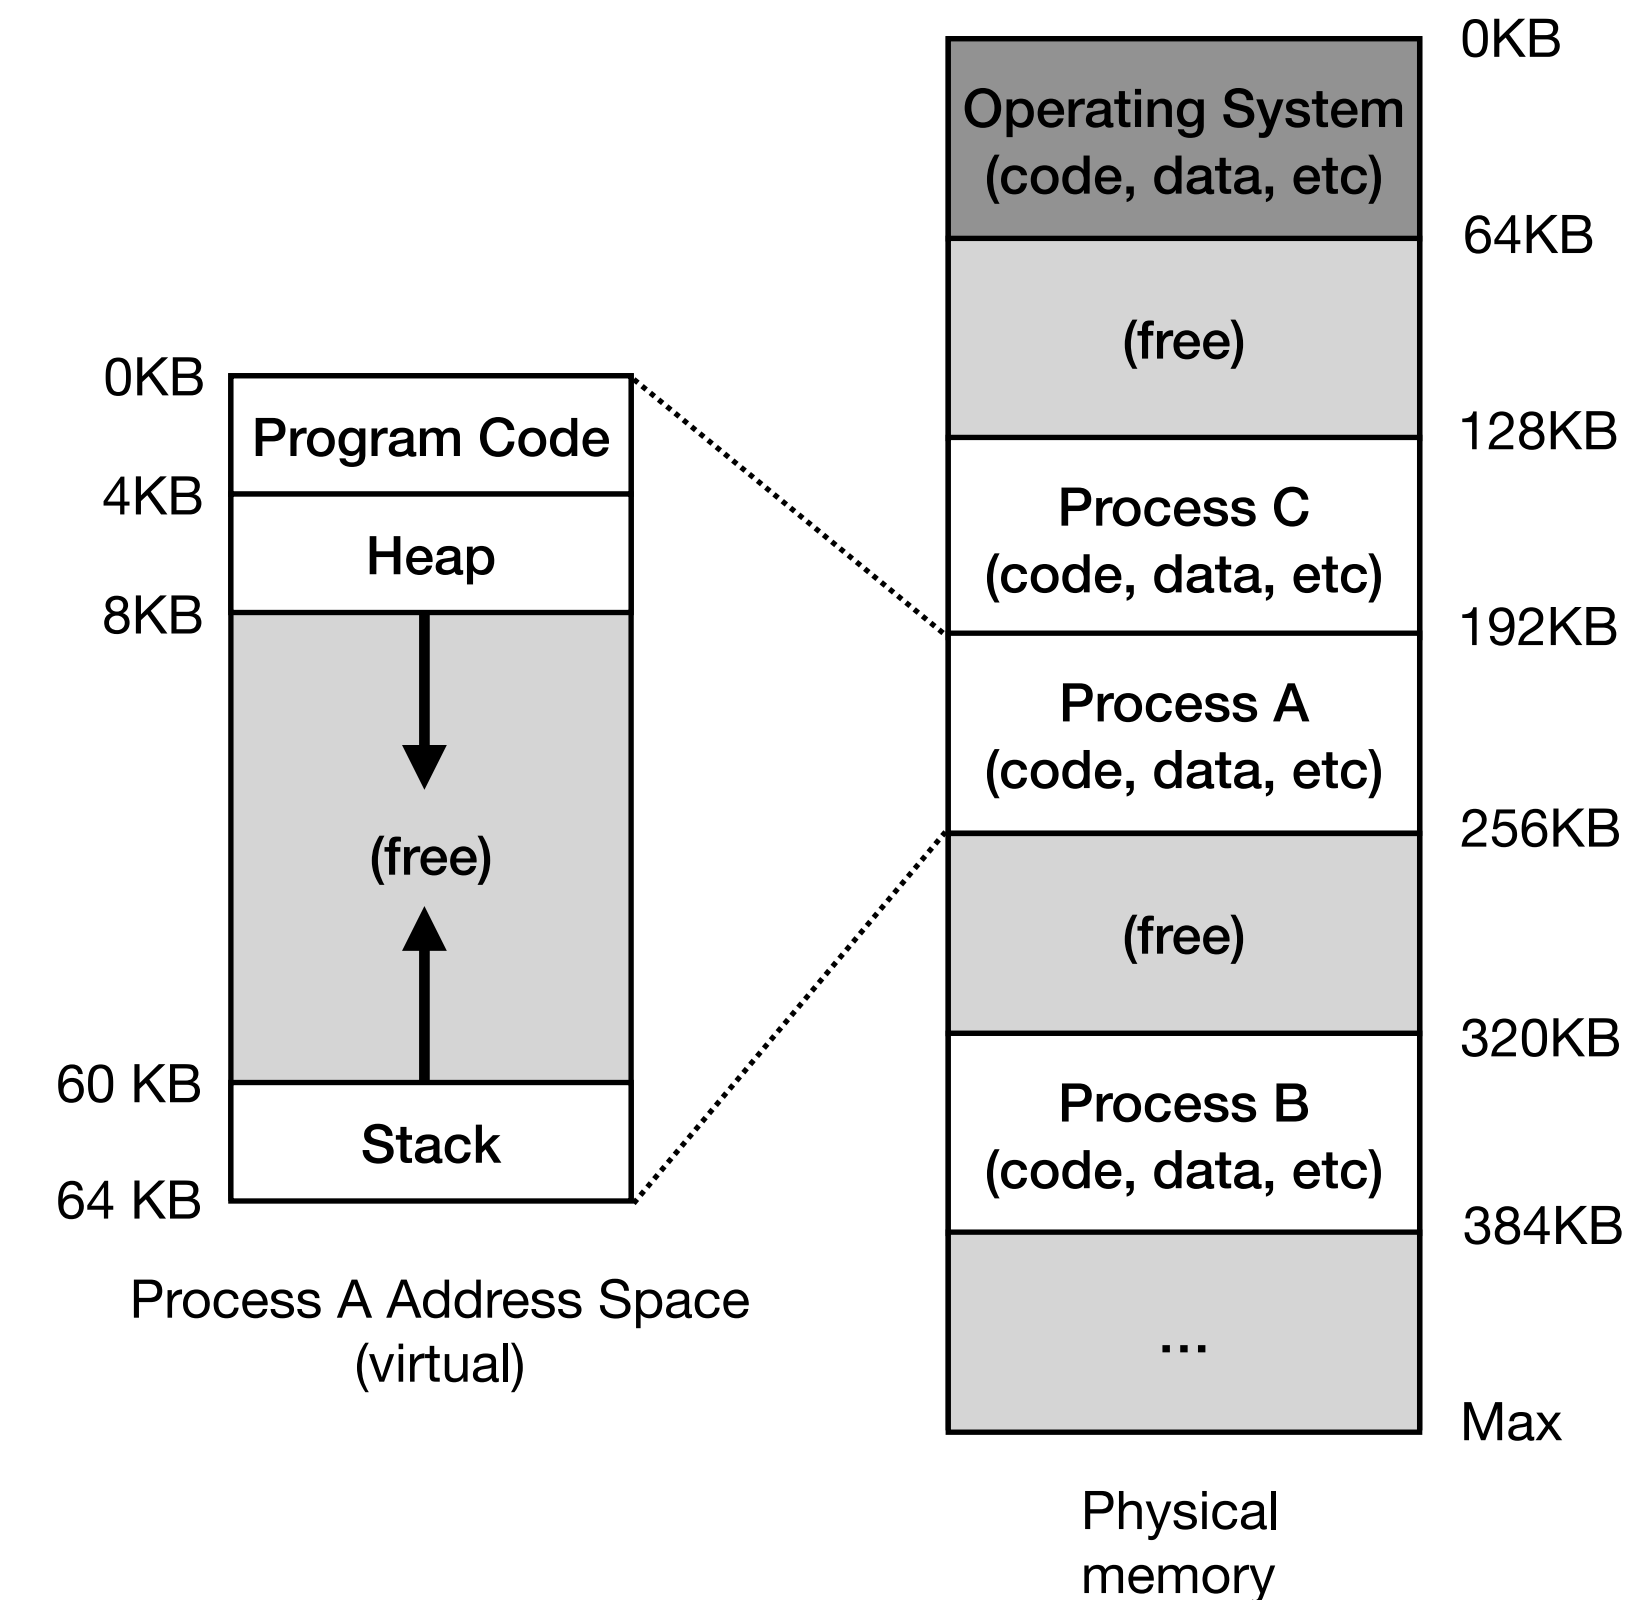 0KB
Program Code
4KB
Heap
8KB
(free)
60 KB
Stack
64 KB
Process A Address Space
(virtual)
0KB
Operating System
(code, data, etc)
64KB
(free)
128KB
Process C
(code, data, etc)
192KB
Process A
(code, data, etc)
256KB
(free)
320KB
Process B
(code, data, etc)
384KB
...
Max
Physical
memory